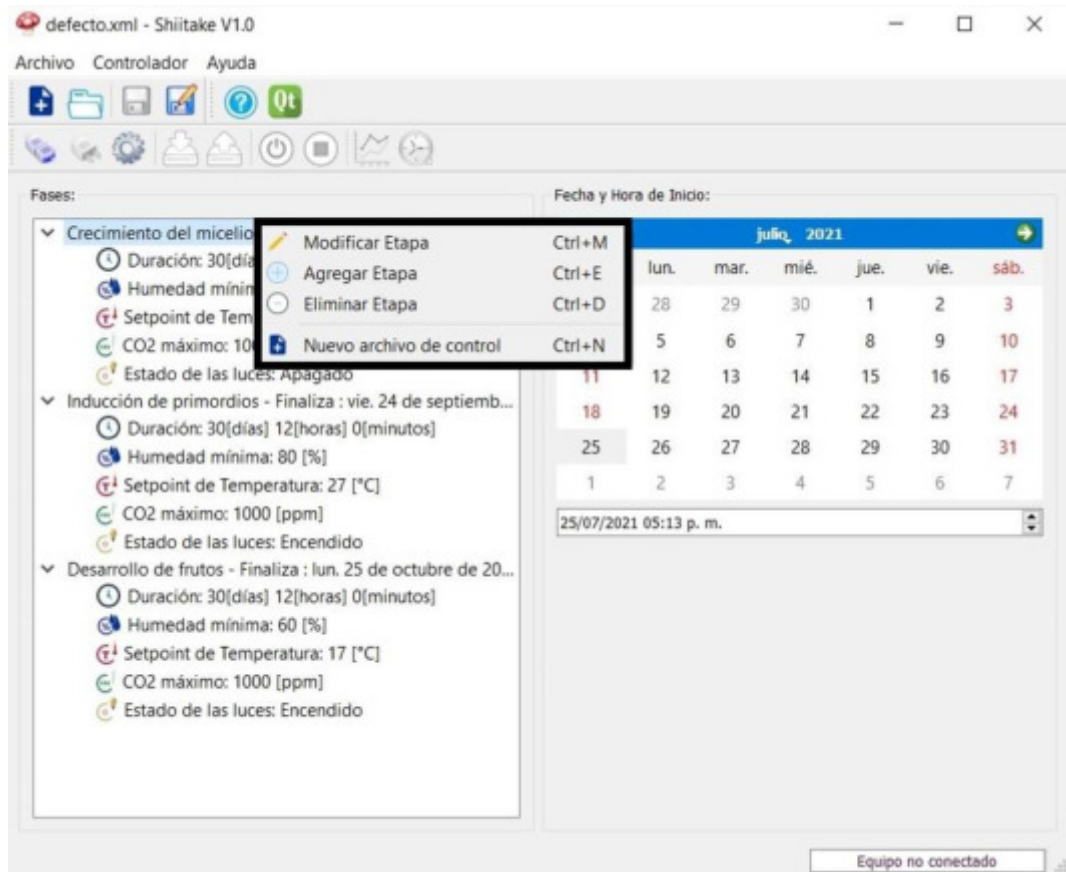 defecto.xml - Shiitake V1.0
Archivo Controlador Ayuda
Qt
Fases:
Crecimiento del micelio
Duración: 30[día
Humedad mínim
Setpoint de Tem
CO2 máximo: 10
Estado de las luces: Apagado
Inducción de primordios - Finaliza : vie. 24 de septiemb...
Duración: 30[días] 12[horas] 0[minutos]
Humedad mínima: 80 [%]
Setpoint de Temperatura: 27 [°C]
CO2 máximo: 1000 [ppm]
Estado de las luces: Encendido
Desarrollo de frutos - Finaliza : lun. 25 de octubre de 20...
Duración: 30[días] 12[horas] 0[minutos]
Humedad mínima: 60 [%]
Setpoint de Temperatura: 17 [°C]
CO2 máximo: 1000 [ppm]
Estado de las luces: Encendido
Modificar Etapa Ctrl+M
Agregar Etapa Ctrl+E
Eliminar Etapa Ctrl+D
Nuevo archivo de control Ctrl+N
Fecha y Hora de Inicio:
julio, 2021
lun. mar. mié. jue. vie. sáb.
28 29 30 1 2 3
5 6 7 8 9 10
11 12 13 14 15 16 17
18 19 20 21 22 23 24
25 26 27 28 29 30 31
1 2 3 4 5 6 7
25/07/2021 05:13 p. m.
Equipo no conectado